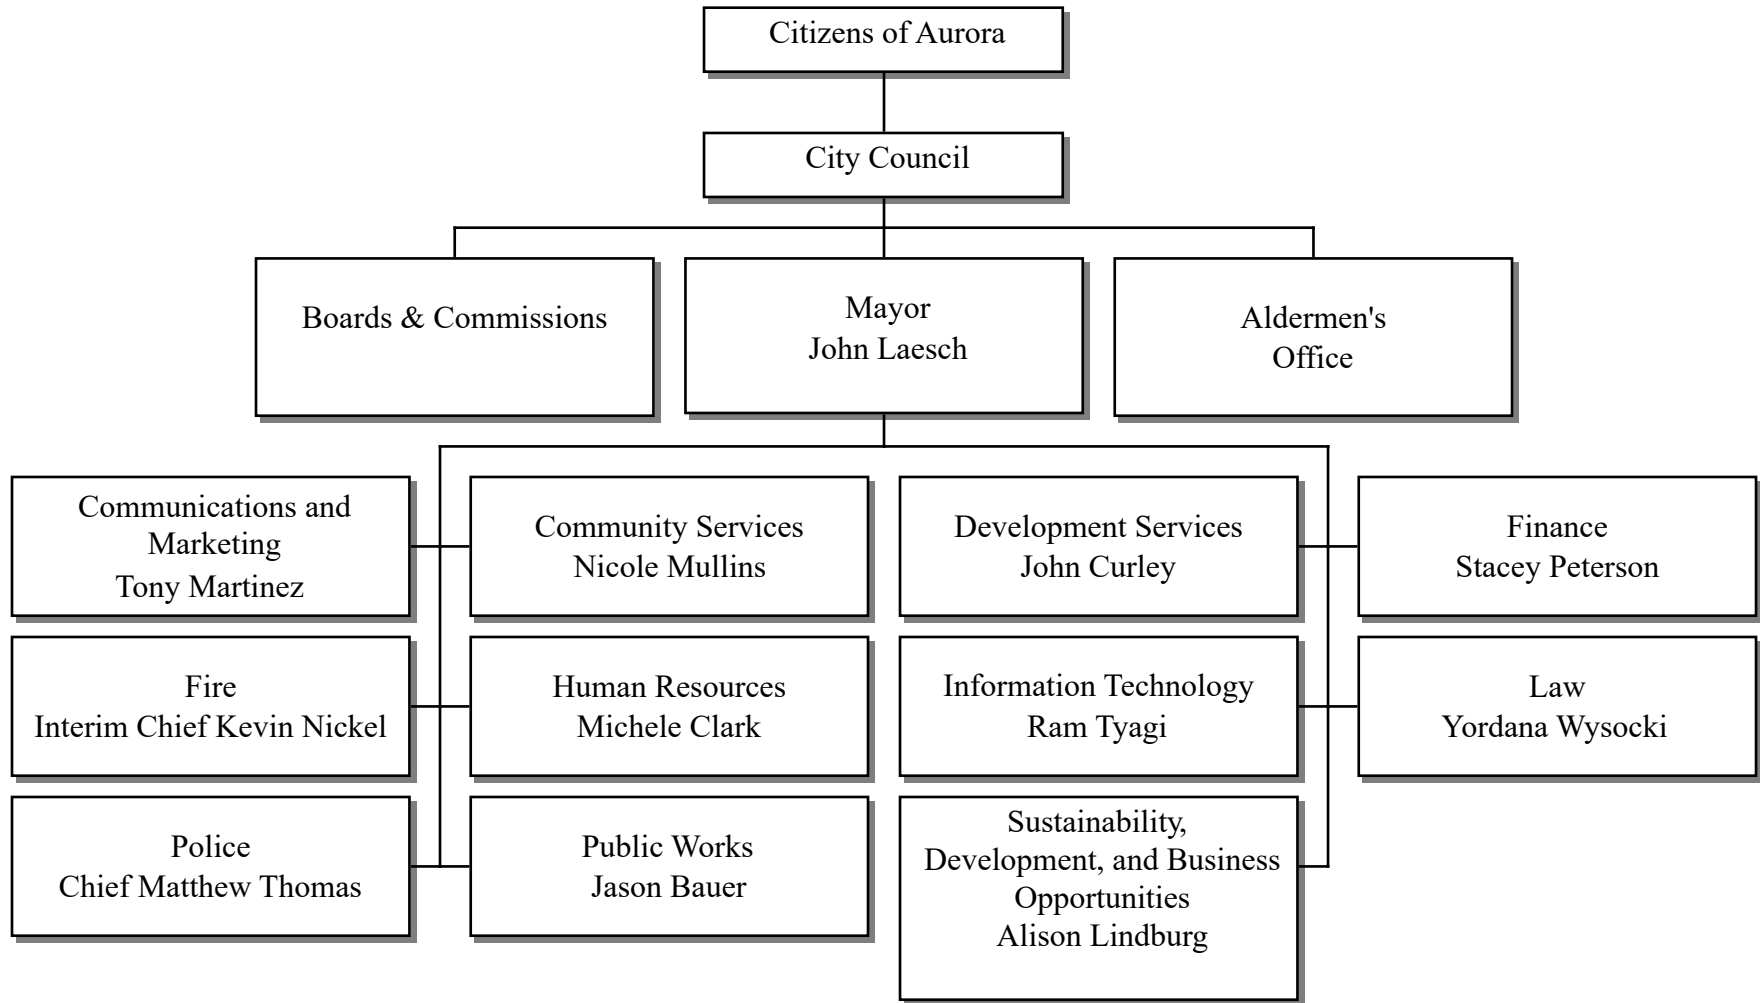 Citizens of Aurora
City Council
Boards & Commissions
Mayor
John Laesch
Aldermen's
Office
Communications and
Marketing
Tony Martinez
Community Services
Nicole Mullins
Development Services
John Curley
Finance
Stacey Peterson
Fire
Interim Chief Kevin Nickel
Human Resources
Michele Clark
Information Technology
Ram Tyagi
Law
Yordana Wysocki
Police
Chief Matthew Thomas
Public Works
Jason Bauer
Sustainability,
Development, and Business
Opportunities
Alison Lindburg